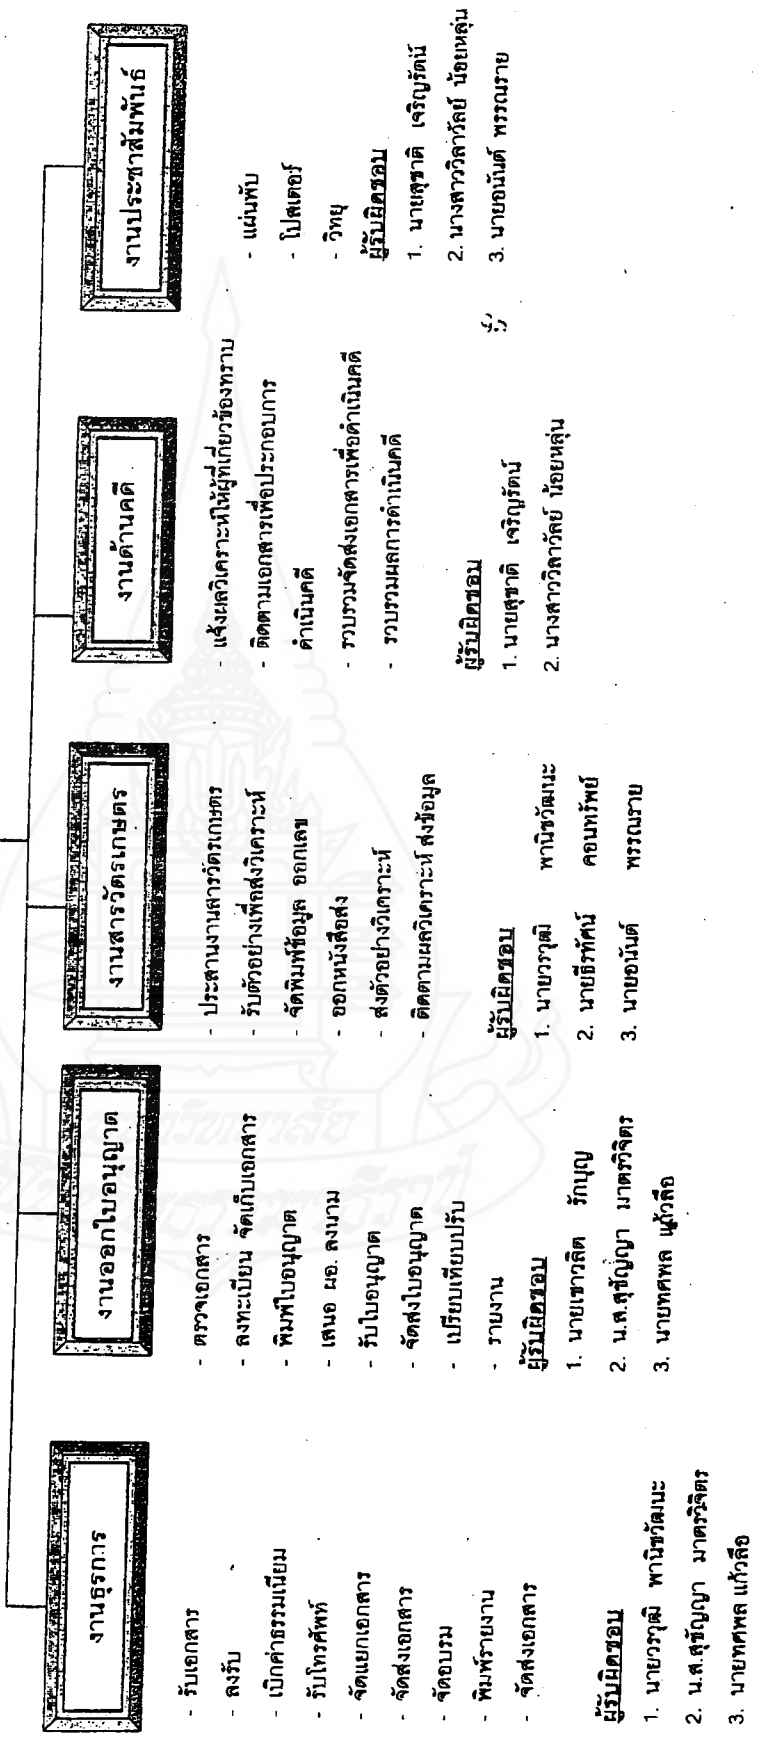 งานธุรการ
- รับเอกสาร
- ลงรับ
- เบิกค่าธรรมเนียม
- รับโทรศัพท์
- จัดแยกเอกสาร
- จัดส่งเอกสาร
- จัดอบรม
- พิมพ์รายงาน
- จัดส่งเอกสาร
ผู้รับผิดชอบ
1. นายวรวุฒิ พานิชวัฒนะ
2. น.ส.สุชัญญา มาตรวิจิตร
3. นายทศพล แก้วลือ
งานออกใบอนุญาต
- ตรวจเอกสาร
- ลงทะเบียน จัดเก็บเอกสาร
- พิมพ์ใบอนุญาต
- เสนอ ผอ. ลงนาม
- รับใบอนุญาต
- จัดส่งใบอนุญาต
- เปรียบเทียบปรับ
- รายงาน
ผู้รับผิดชอบ
1. นายเชาวลิต รักบุญ
2. น.ส.สุชัญญา มาตรวิจิตร
3. นายทศพล แก้วลือ
งานสารวัตรเกษตร
- ประสานงานสารวัตรเกษตร
- รับตัวอย่างเพื่อส่งวิเคราะห์
- จัดพิมพ์ข้อมูล ออกเลข
- ออกหนังสือส่ง
- ส่งตัวอย่างวิเคราะห์
- ติดตามผลวิเคราะห์ ส่งข้อมูล
ผู้รับผิดชอบ
1. นายวรวุฒิ พานิชวัฒนะ
2. นายธีรทัศน์ คอนทรัพย์
3. นายอนันต์ พรรณราย
งานด้านคดี
- แจ้งผลวิเคราะห์ให้ผู้ที่เกี่ยวข้องทราบ
- ติดตามเอกสารเพื่อประกอบการ
ดำเนินคดี
- รวบรวมจัดส่งเอกสารเพื่อดำเนินคดี
- รวบรวมผลการดำเนินคดี
ผู้รับผิดชอบ
1. นายสุชาติ เจริญรัตน์
2. นางสาววิลาวัลย์ น้อยหลุ่น
งานประชาสัมพันธ์
- แผ่นพับ
- โปสเตอร์
- วิทยุ
ผู้รับผิดชอบ
1. นายสุชาติ เจริญรัตน์
2. นางสาววิลาวัลย์ น้อยหลุ่น
3. นายอนันต์ พรรณราย